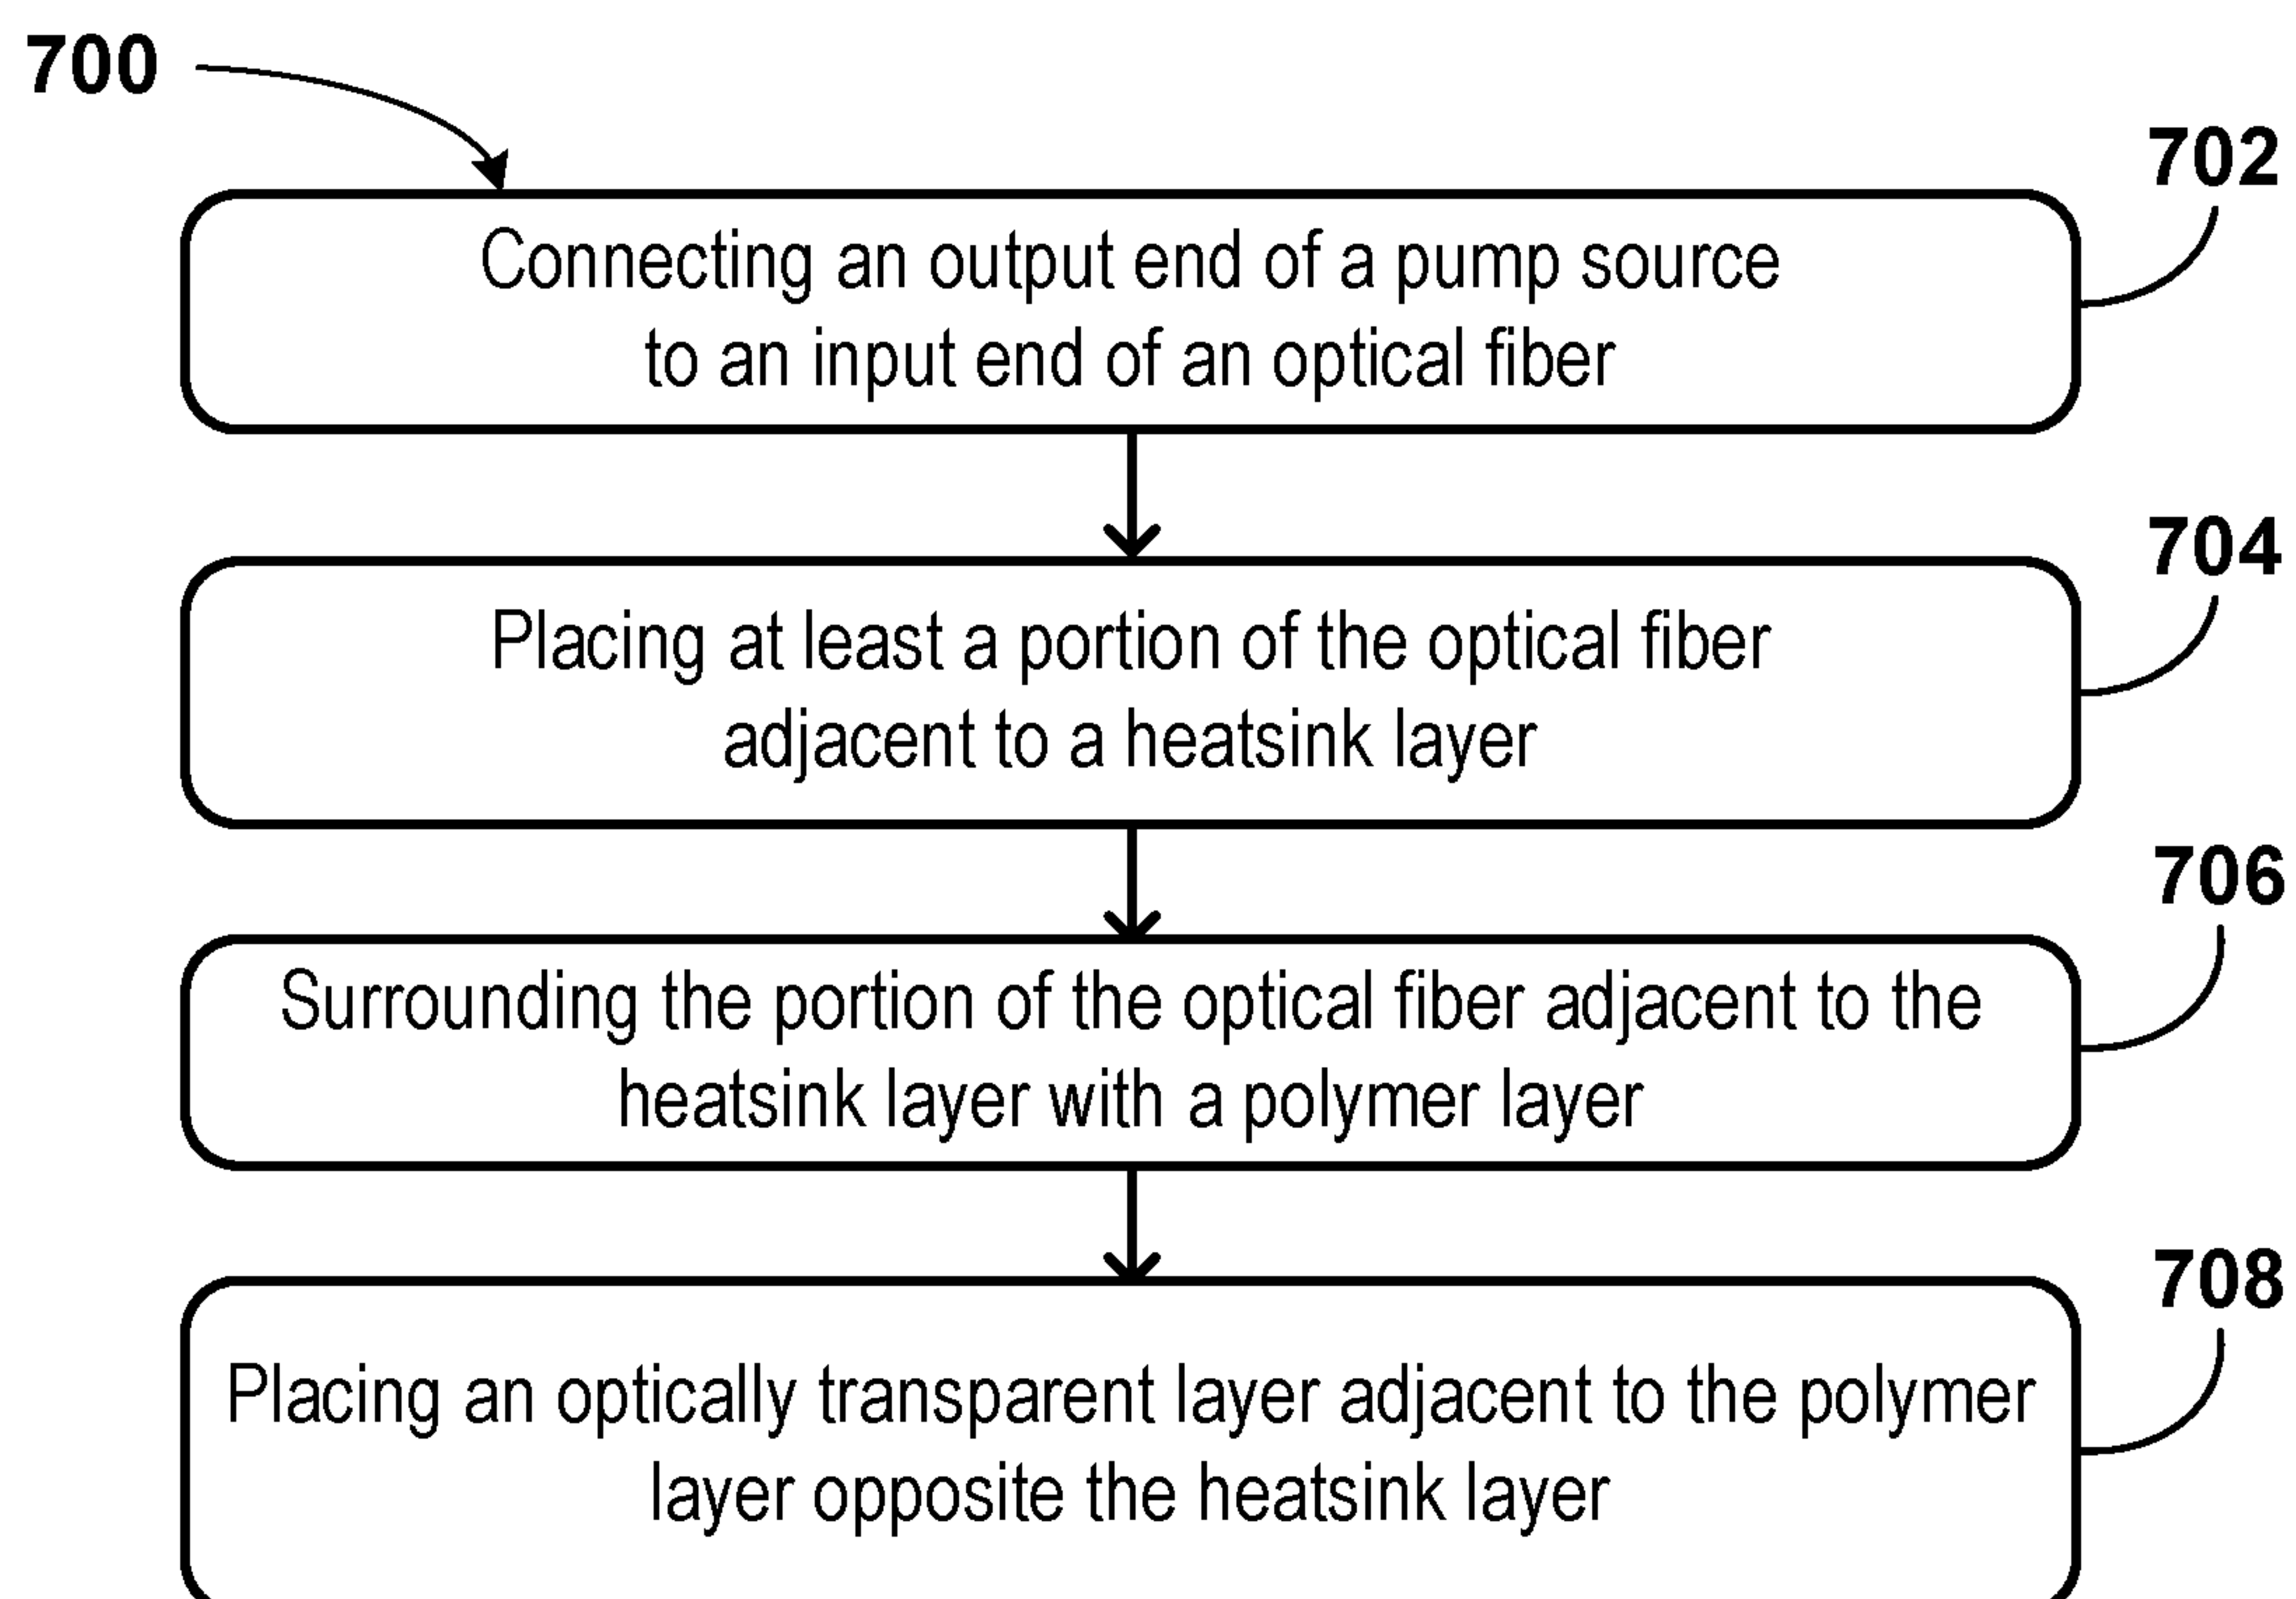 700
702
Connecting an output end of a pump source
to an input end of an optical fiber
704
Placing at least a portion of the optical fiber
adjacent to a heatsink layer
706
Surrounding the portion of the optical fiber adjacent to the
heatsink layer with a polymer layer
708
Placing an optically transparent layer adjacent to the polymer
layer opposite the heatsink layer